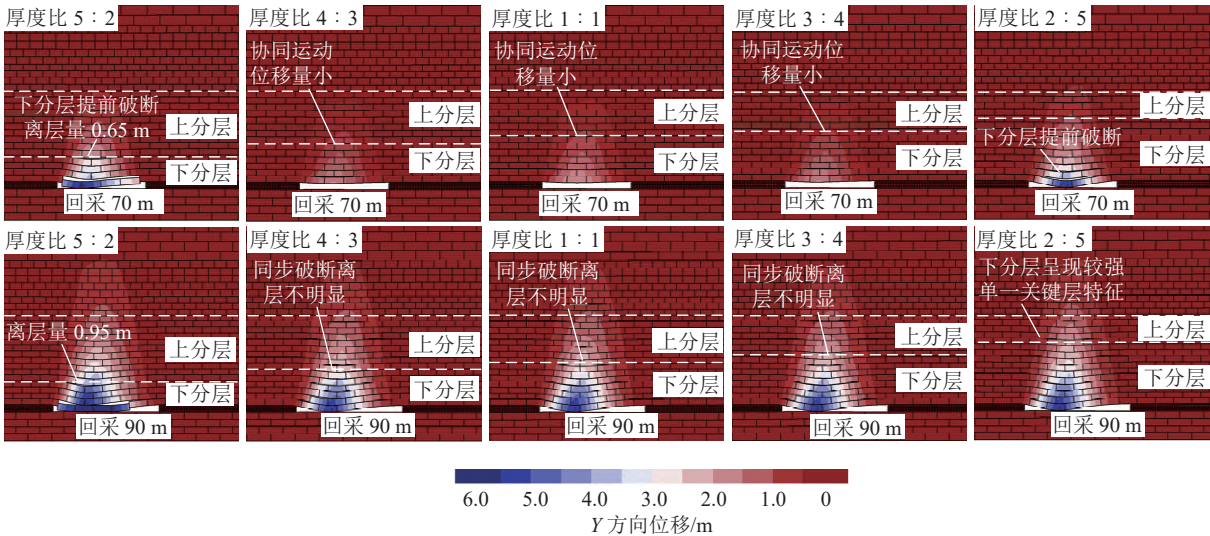 厚度比 5∶2
下分层提前破断
离层量 0.65 m
上分层
下分层
回采 70 m
厚度比 4∶3
协同运动
位移量小
上分层
下分层
回采 70 m
厚度比 1∶1
协同运动位
移量小
上分层
下分层
回采 70 m
厚度比 3∶4
协同运动位
移量小
上分层
下分层
回采 70 m
厚度比 2∶5
上分层
下分层提前破断
下分层
回采 70 m
厚度比 5∶2
离层量 0.95 m
上分层
下分层
回采 90 m
厚度比 4∶3
同步破断离
层不明显
上分层
下分层
回采 90 m
厚度比 1∶1
同步破断离
层不明显
上分层
下分层
回采 90 m
厚度比 3∶4
同步破断离
层不明显
上分层
下分层
回采 90 m
厚度比 2∶5
下分层呈现较强
单一关键层特征
上分层
下分层
回采 90 m
6.0 5.0 4.0 3.0 2.0 1.0 0
Y 方向位移/m